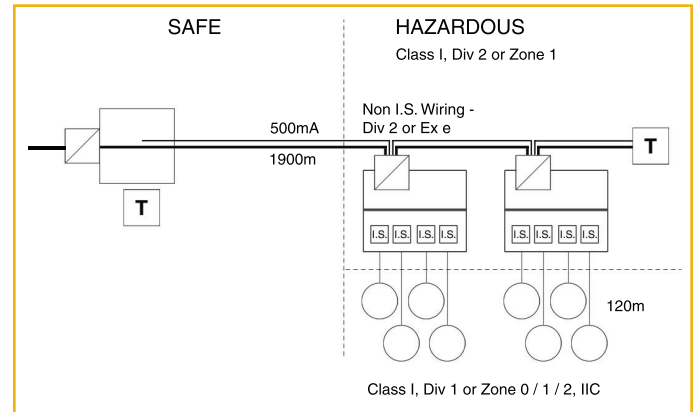 SAFE
HAZARDOUS
Class I, Div 2 or Zone 1
Non I.S. Wiring -
Div 2 or Ex e
500mA
1900m
T
T
I.S. I.S. I.S. I.S.
I.S. I.S. I.S. I.S.
120m
Class I, Div 1 or Zone 0 / 1 / 2, IIC